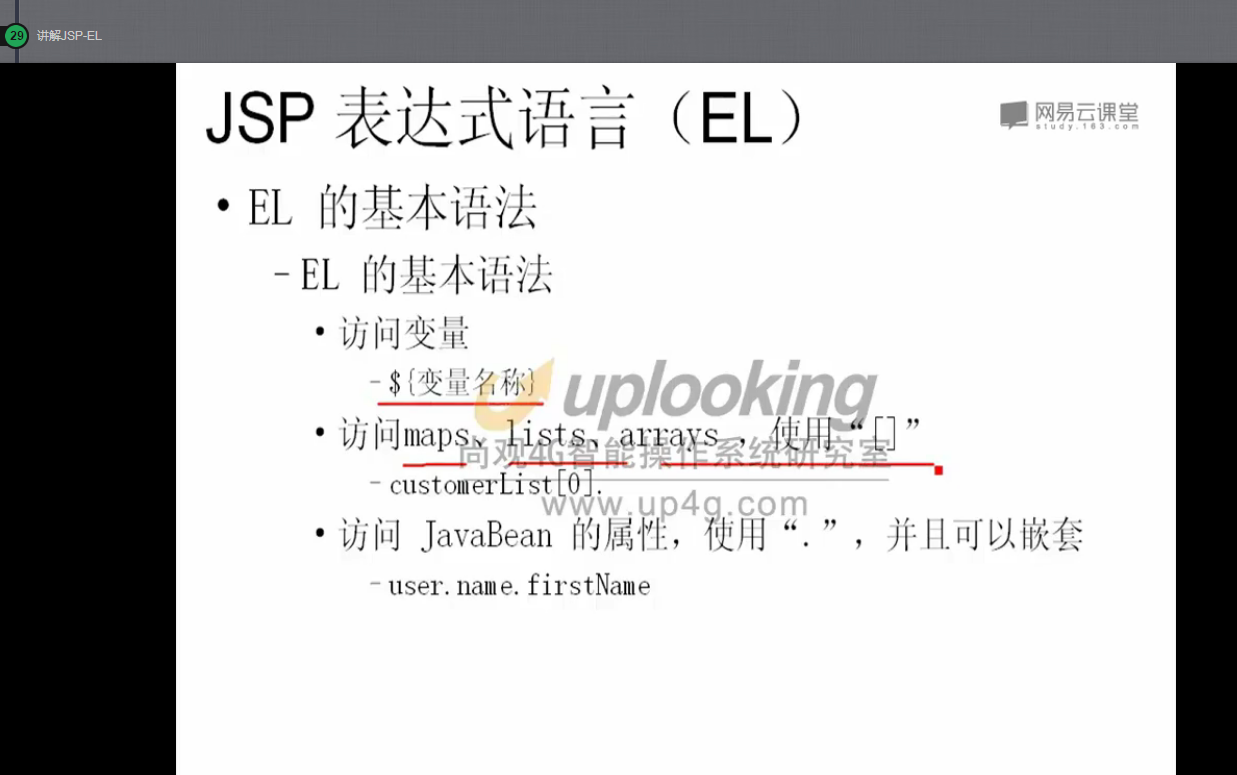 29 讲解JSP-EL
JSP 表达式语言（EL）
网易云课堂
study.163.com
• EL 的基本语法
–EL 的基本语法
• 访问变量
–${变量名称}
uplooking
• 访问maps、lists、arrays ，使用“[]”
尚观4G智能操作系统研究室
–customerList[0].
www.up4g.com
• 访问 JavaBean 的属性，使用“.”，并且可以嵌套
–user.name.firstName